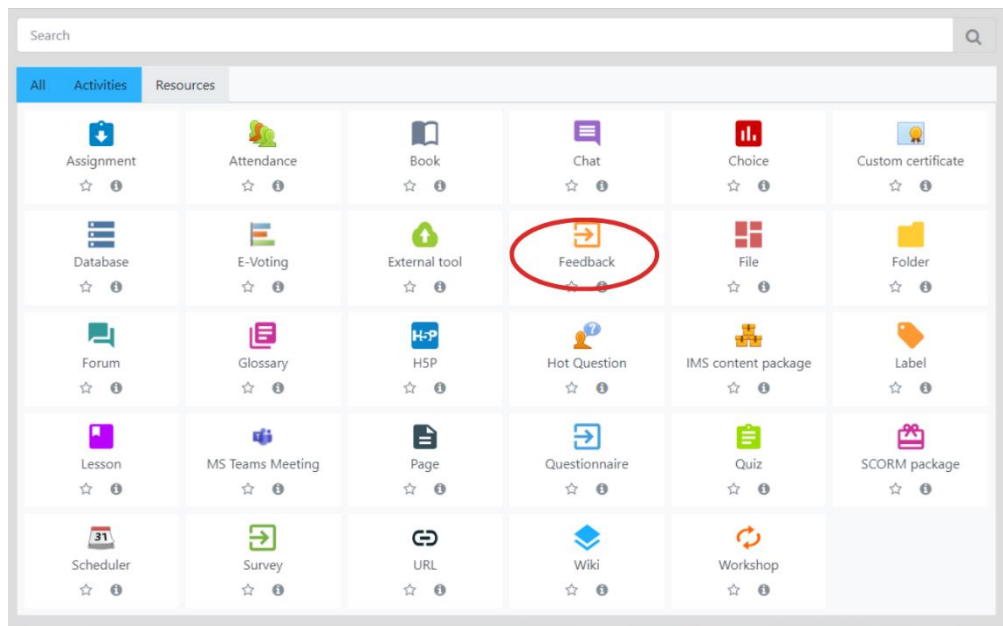 Search
All Activities Resources
Assignment Attendance Book Chat Choice Custom certificate
Database E-Voting External tool Feedback File Folder
Forum Glossary H5P Hot Question IMS content package Label
Lesson MS Teams Meeting Page Questionnaire Quiz SCORM package
31
Scheduler Survey URL Wiki Workshop